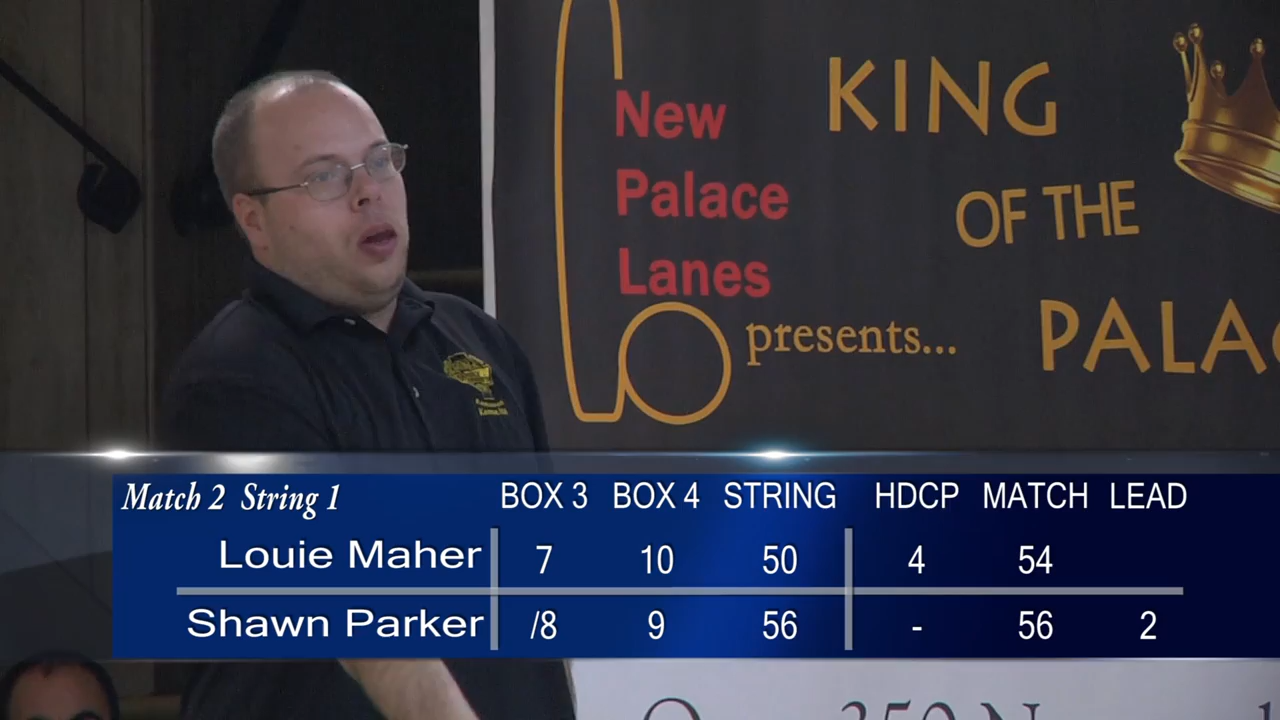 New
Palace
Lanes
presents...
KING
OF THE
PALAC
Match 2 String 1 BOX 3 BOX 4 STRING HDCP MATCH LEAD
Louie Maher 7 10 50 4 54
Shawn Parker /8 9 56 - 56 2